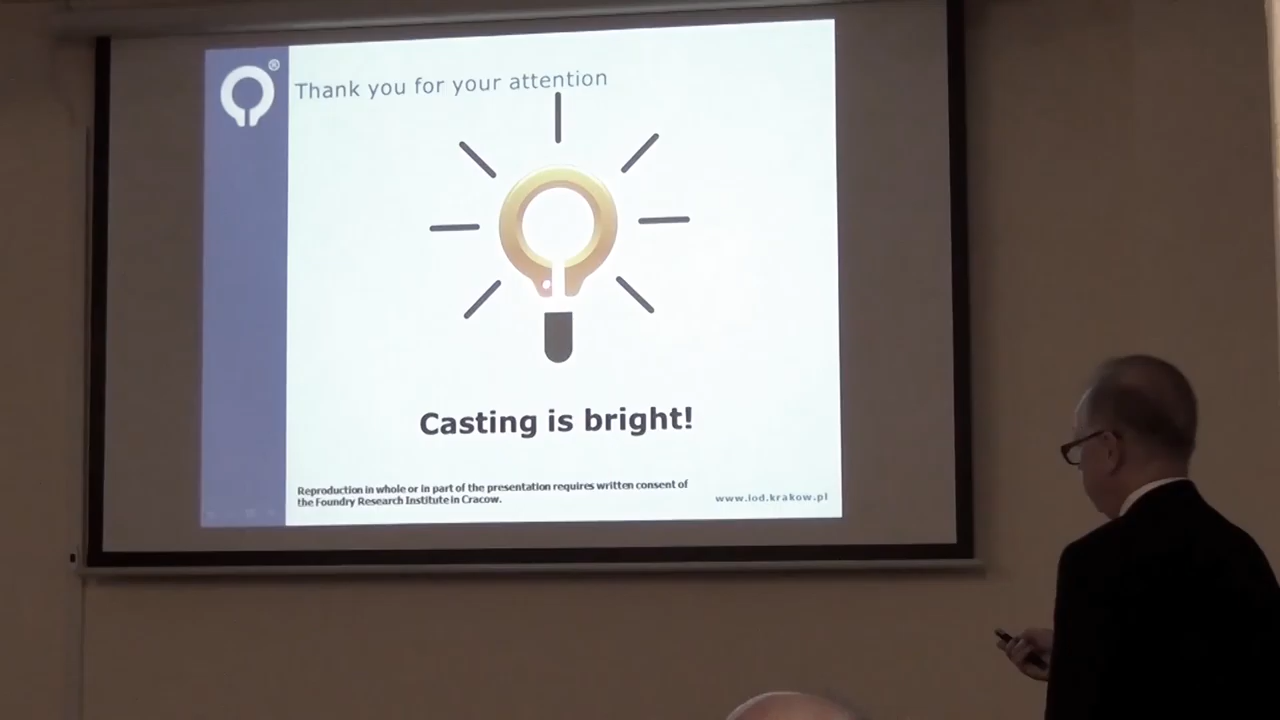 ®
Thank you for your attention
Casting is bright!
Reproduction in whole or in part of the presentation requires written consent of
the Foundry Research Institute in Cracow.
www.iod.krakow.pl